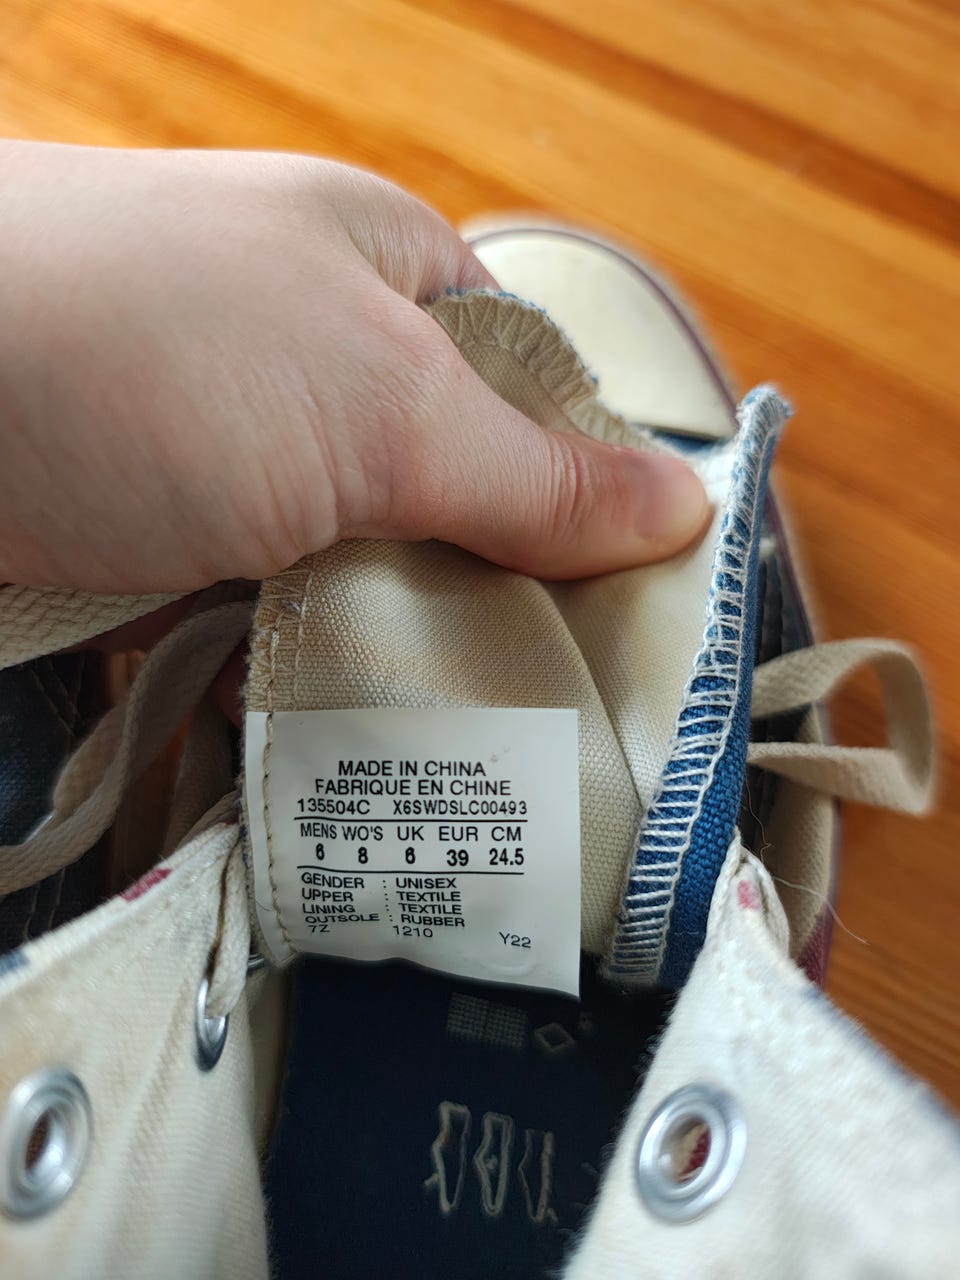 MADE IN CHINA
FABRIQUE EN CHINE
135504C X6SWDSLC00493
MENS WO'S UK EUR CM
6 8 6 39 24.5
GENDER : UNISEX
UPPER : TEXTILE
LINING : TEXTILE
OUTSOLE : RUBBER
7Z 1210 Y22